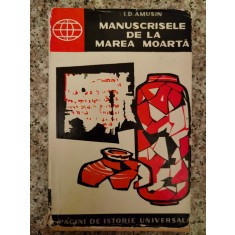 I.D. AMUSIN
MANUSCRISELE
DE LA
MAREA MOARTĂ
PAGINI DE ISTORIE UNIVERSALĂ